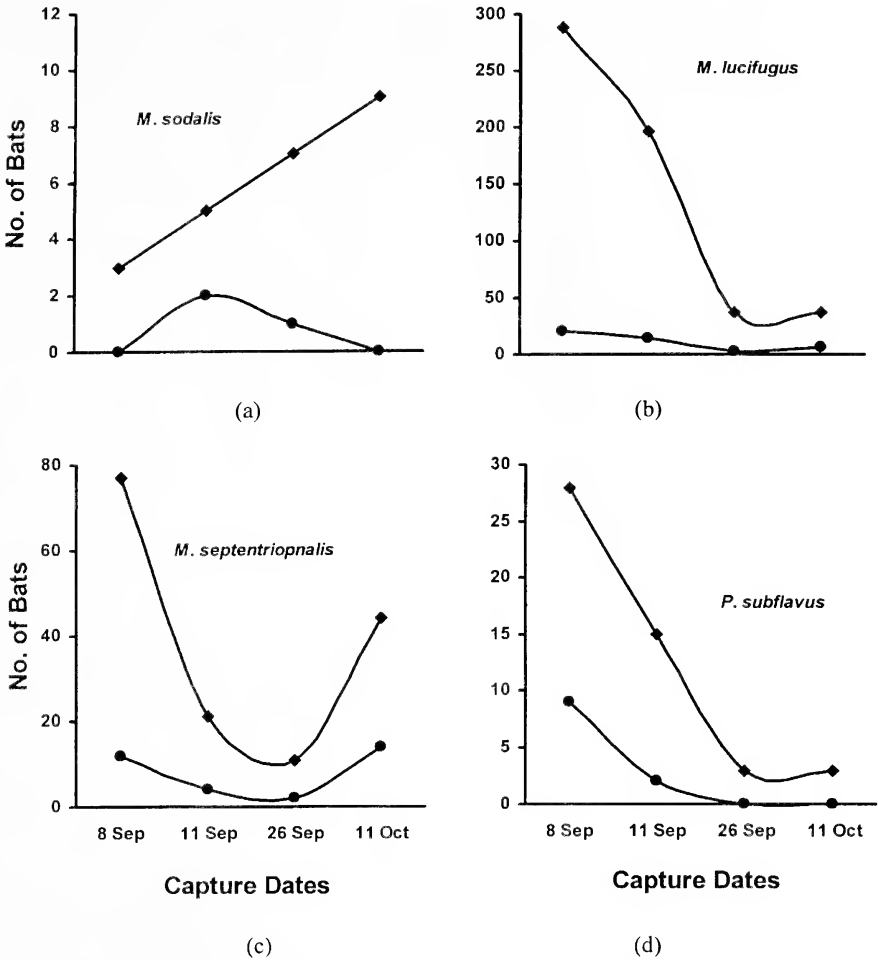 12
10
8
6
4
2
0
No. of Bats
M. sodalis
(a)
300
250
200
150
100
50
0
M. lucifugus
(b)
80
60
40
20
0
No. of Bats
M. septentriopnalis
8 Sep 11 Sep 26 Sep 11 Oct
Capture Dates
(c)
30
25
20
15
10
5
0
P. subflavus
8 Sep 11 Sep 26 Sep 11 Oct
Capture Dates
(d)